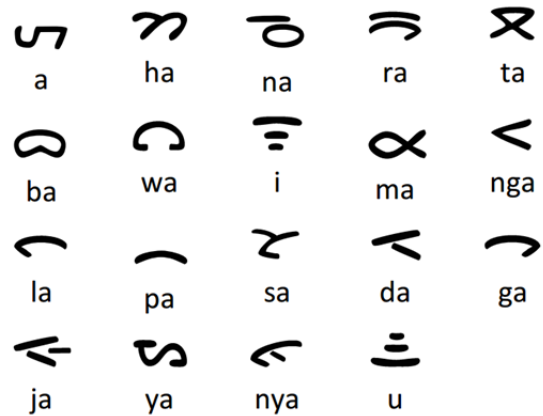 ᯁ ᯃ ᯉ ᯓ ᯖ
a ha na ra ta
ᯅ ᯌ ᯤ ᯕ ᯝ
ba wa i ma nga
ᯟ ᯈ ᯙ ᯑ ᯏ
la pa sa da ga
ᯐ ᯜ ᯠ ᯥ
ja ya nya u